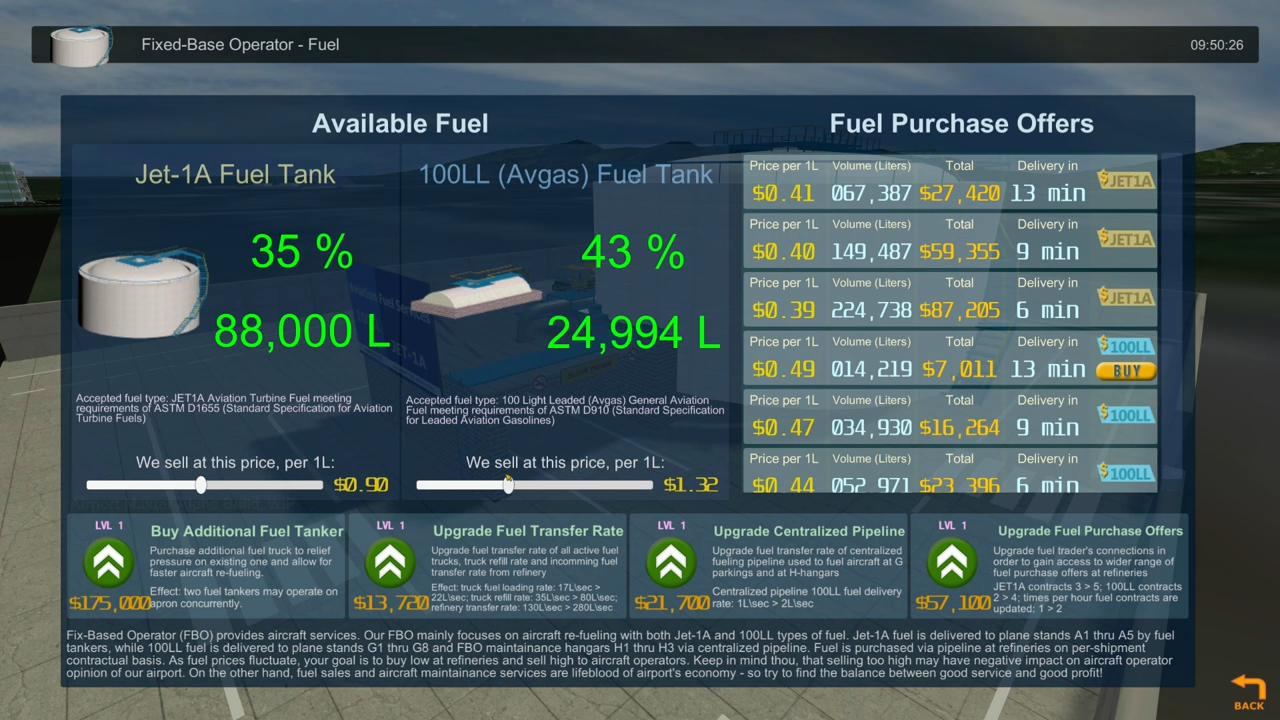 Fixed-Base Operator - Fuel
09:50:26
Available Fuel
Fuel Purchase Offers
Jet-1A Fuel Tank
35 %
88,000 L
Accepted fuel type: JET1A Aviation Turbine Fuel meeting
requirements of ASTM D1655 (Standard Specification for Aviation
Turbine Fuels)
We sell at this price, per 1L:
$0.90
100LL (Avgas) Fuel Tank
43 %
24,994 L
Accepted fuel type: 100 Light Leaded (Avgas) General Aviation
Fuel meeting requirements of ASTM D910 (Standard Specification
for Leaded Aviation Gasolines)
We sell at this price, per 1L:
$1.32
Aviation Fuel Services
JET-1A
Price per 1L Volume (Liters) Total Delivery in
$0.41 067,387 $27,420 13 min $JET1A
Price per 1L Volume (Liters) Total Delivery in
$0.40 149,487 $59,355 9 min $JET1A
Price per 1L Volume (Liters) Total Delivery in
$0.39 224,738 $87,205 6 min $JET1A
Price per 1L Volume (Liters) Total Delivery in $100LL
$0.49 014,219 $7,011 13 min BUY
Price per 1L Volume (Liters) Total Delivery in
$0.47 034,930 $16,264 9 min $100LL
Price per 1L Volume (Liters) Total Delivery in
$0.44 052,971 $23,396 6 min $100LL
LVL 1
Buy Additional Fuel Tanker
Purchase additional fuel truck to relief
pressure on existing one and allow for
faster aircraft re-fueling.
Effect: two fuel tankers may operate on
apron concurrently.
$175,000
LVL 1
Upgrade Fuel Transfer Rate
Upgrade fuel transfer rate of all active fuel
trucks, truck refill rate and incomming fuel
transfer rate from refinery
Effect: truck fuel loading rate: 17L\sec >
22L\sec; truck refill rate: 35L\sec > 80L\sec;
refinery transfer rate: 130L\sec > 280L\sec
$13,720
LVL 1
Upgrade Centralized Pipeline
Upgrade fuel transfer rate of centralized
fueling pipeline used to fuel aircraft at G
parkings and at H-hangars
Centralized pipeline 100LL fuel delivery
rate: 1L\sec > 2L\sec
$21,700
LVL 1
Upgrade Fuel Purchase Offers
Upgrade fuel trader's connections in
order to gain access to wider range of
fuel purchase offers at refineries
JET1A contracts 3 > 5; 100LL contracts
2 > 4; times per hour fuel contracts are
updated: 1 > 2
$57,100
Fix-Based Operator (FBO) provides aircraft services. Our FBO mainly focuses on aircraft re-fueling with both Jet-1A and 100LL types of fuel. Jet-1A fuel is delivered to plane stands A1 thru A5 by fuel
tankers, while 100LL fuel is delivered to plane stands G1 thru G8 and FBO maintainance hangars H1 thru H3 via centralized pipeline. Fuel is purchased via pipeline at refineries on per-shipment
contractual basis. As fuel prices fluctuate, your goal is to buy low at refineries and sell high to aircraft operators. Keep in mind thou, that selling too high may have negative impact on aircraft operator
opinion of our airport. On the other hand, fuel sales and aircraft maintainance services are lifeblood of airport's economy - so try to find the balance between good service and good profit!
BACK